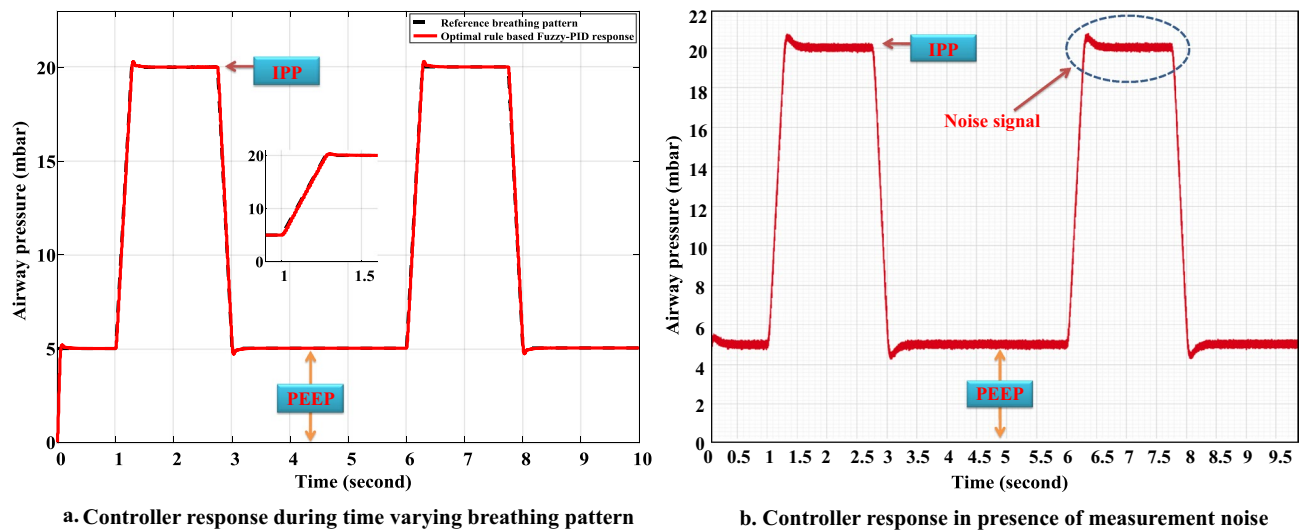 Reference breathing pattern
Optimal rule based Fuzzy-PID response
Airway pressure (mbar)
20
15
10
5
0
IPP
20
10
0
1
1.5
PEEP
0 1 2 3 4 5 6 7 8 9 10
Time (second)
a. Controller response during time varying breathing pattern
Airway pressure (mbar)
22
20
18
16
14
12
10
8
6
4
2
0
IPP
Noise signal
PEEP
0 0.5 1 1.5 2 2.5 3 3.5 4 4.5 5 5.5 6 6.5 7 7.5 8 8.5 9 9.5
Time (second)
b. Controller response in presence of measurement noise